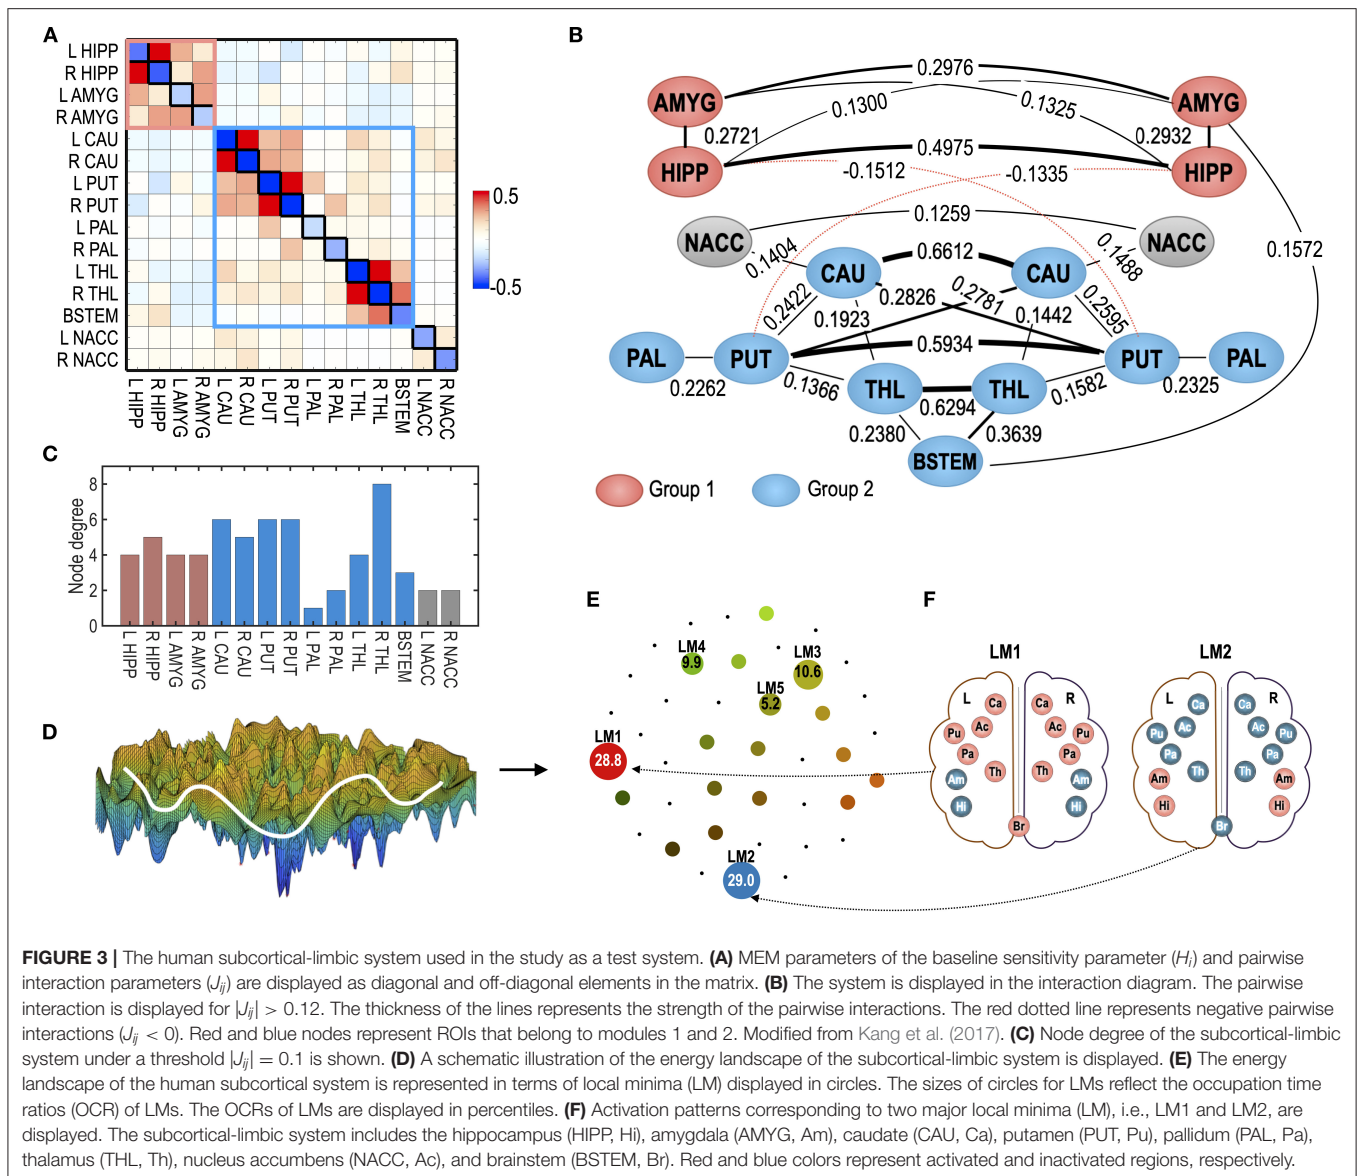 A
L HIPP
R HIPP
L AMYG
R AMYG
L CAU
R CAU
L PUT
R PUT
L PAL
R PAL
L THL
R THL
BSTEM
L NACC
R NACC
L HIPP
R HIPP
L AMYG
R AMYG
L CAU
R CAU
L PUT
R PUT
L PAL
R PAL
L THL
R THL
BSTEM
L NACC
R NACC
0.5
-0.5
B
0.2976
AMYG
AMYG
0.1300
0.1325
0.2721
0.2932
HIPP
0.4975
HIPP
-0.1512
-0.1335
0.1259
NACC
NACC
0.1404
0.1488
0.1572
CAU
0.6612
CAU
0.2422
0.2826
0.2781
0.2595
0.1923
0.1442
PAL
PUT
0.5934
PUT
PAL
0.2262
0.1366
THL
THL
0.1582
0.2325
0.6294
0.2380
0.3639
BSTEM
Group 1
Group 2
C
Node degree
8
6
4
2
0
L HIPP
R HIPP
L AMYG
R AMYG
L CAU
R CAU
L PUT
R PUT
L PAL
R PAL
L THL
R THL
BSTEM
L NACC
R NACC
D
E
LM4
9.9
LM3
10.6
LM5
5.2
LM1
28.8
LM2
29.0
F
LM1
LM2
L
R
Ca
Ca
Ac
Ac
Pu
Pu
Pa
Pa
Th
Th
Am
Am
Hi
Hi
Br
L
R
Ca
Ca
Ac
Ac
Pu
Pu
Pa
Pa
Th
Th
Am
Am
Hi
Hi
Br
FIGURE 3 | The human subcortical-limbic system used in the study as a test system. (A) MEM parameters of the baseline sensitivity parameter (Hi) and pairwise
interaction parameters (Jij) are displayed as diagonal and off-diagonal elements in the matrix. (B) The system is displayed in the interaction diagram. The pairwise
interaction is displayed for |Jij| > 0.12. The thickness of the lines represents the strength of the pairwise interactions. The red dotted line represents negative pairwise
interactions (Jij < 0). Red and blue nodes represent ROIs that belong to modules 1 and 2. Modified from Kang et al. (2017). (C) Node degree of the subcortical-limbic
system under a threshold |Jij| = 0.1 is shown. (D) A schematic illustration of the energy landscape of the subcortical-limbic system is displayed. (E) The energy
landscape of the human subcortical system is represented in terms of local minima (LM) displayed in circles. The sizes of circles for LMs reflect the occupation time
ratios (OCR) of LMs. The OCRs of LMs are displayed in percentiles. (F) Activation patterns corresponding to two major local minima (LM), i.e., LM1 and LM2, are
displayed. The subcortical-limbic system includes the hippocampus (HIPP, Hi), amygdala (AMYG, Am), caudate (CAU, Ca), putamen (PUT, Pu), pallidum (PAL, Pa),
thalamus (THL, Th), nucleus accumbens (NACC, Ac), and brainstem (BSTEM, Br). Red and blue colors represent activated and inactivated regions, respectively.